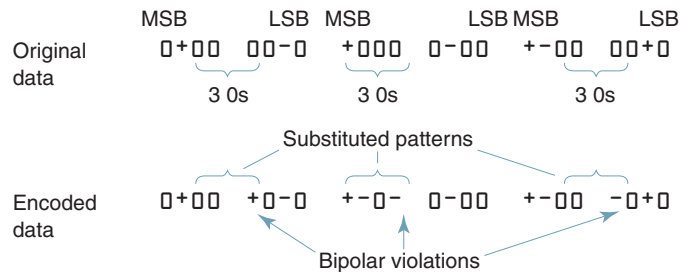 MSB LSB MSB LSB MSB LSB
Original data 0+00 00-0 +000 0-00 +-00 00+0
3 0s 3 0s 3 0s
Substituted patterns
Encoded data 0+00 +0-0 +-0- 0-00 +-00 -0+0
Bipolar violations